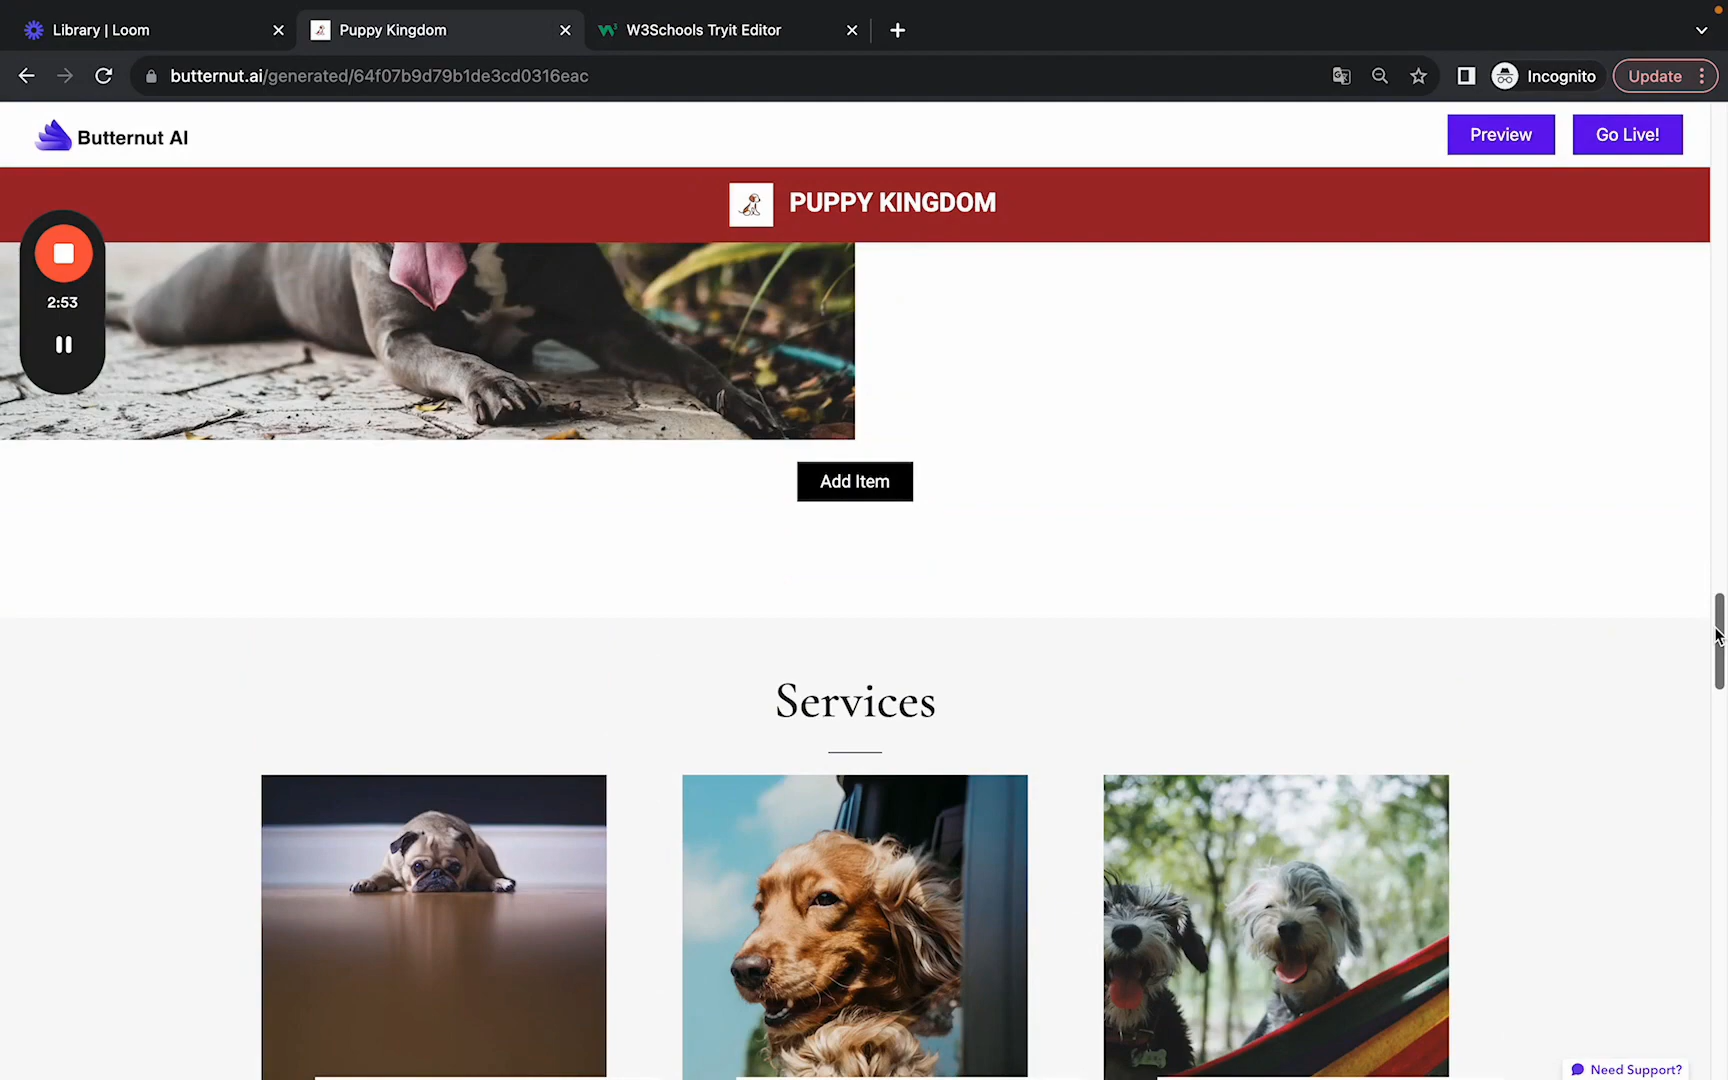 Library | Loom
Puppy Kingdom
W3Schools Tryit Editor
butternut.ai/generated/64f07b9d79b1de3cd0316eac
Incognito
Update
Butternut AI
Preview
Go Live!
PUPPY KINGDOM
2:53
Add Item
Services
Need Support?